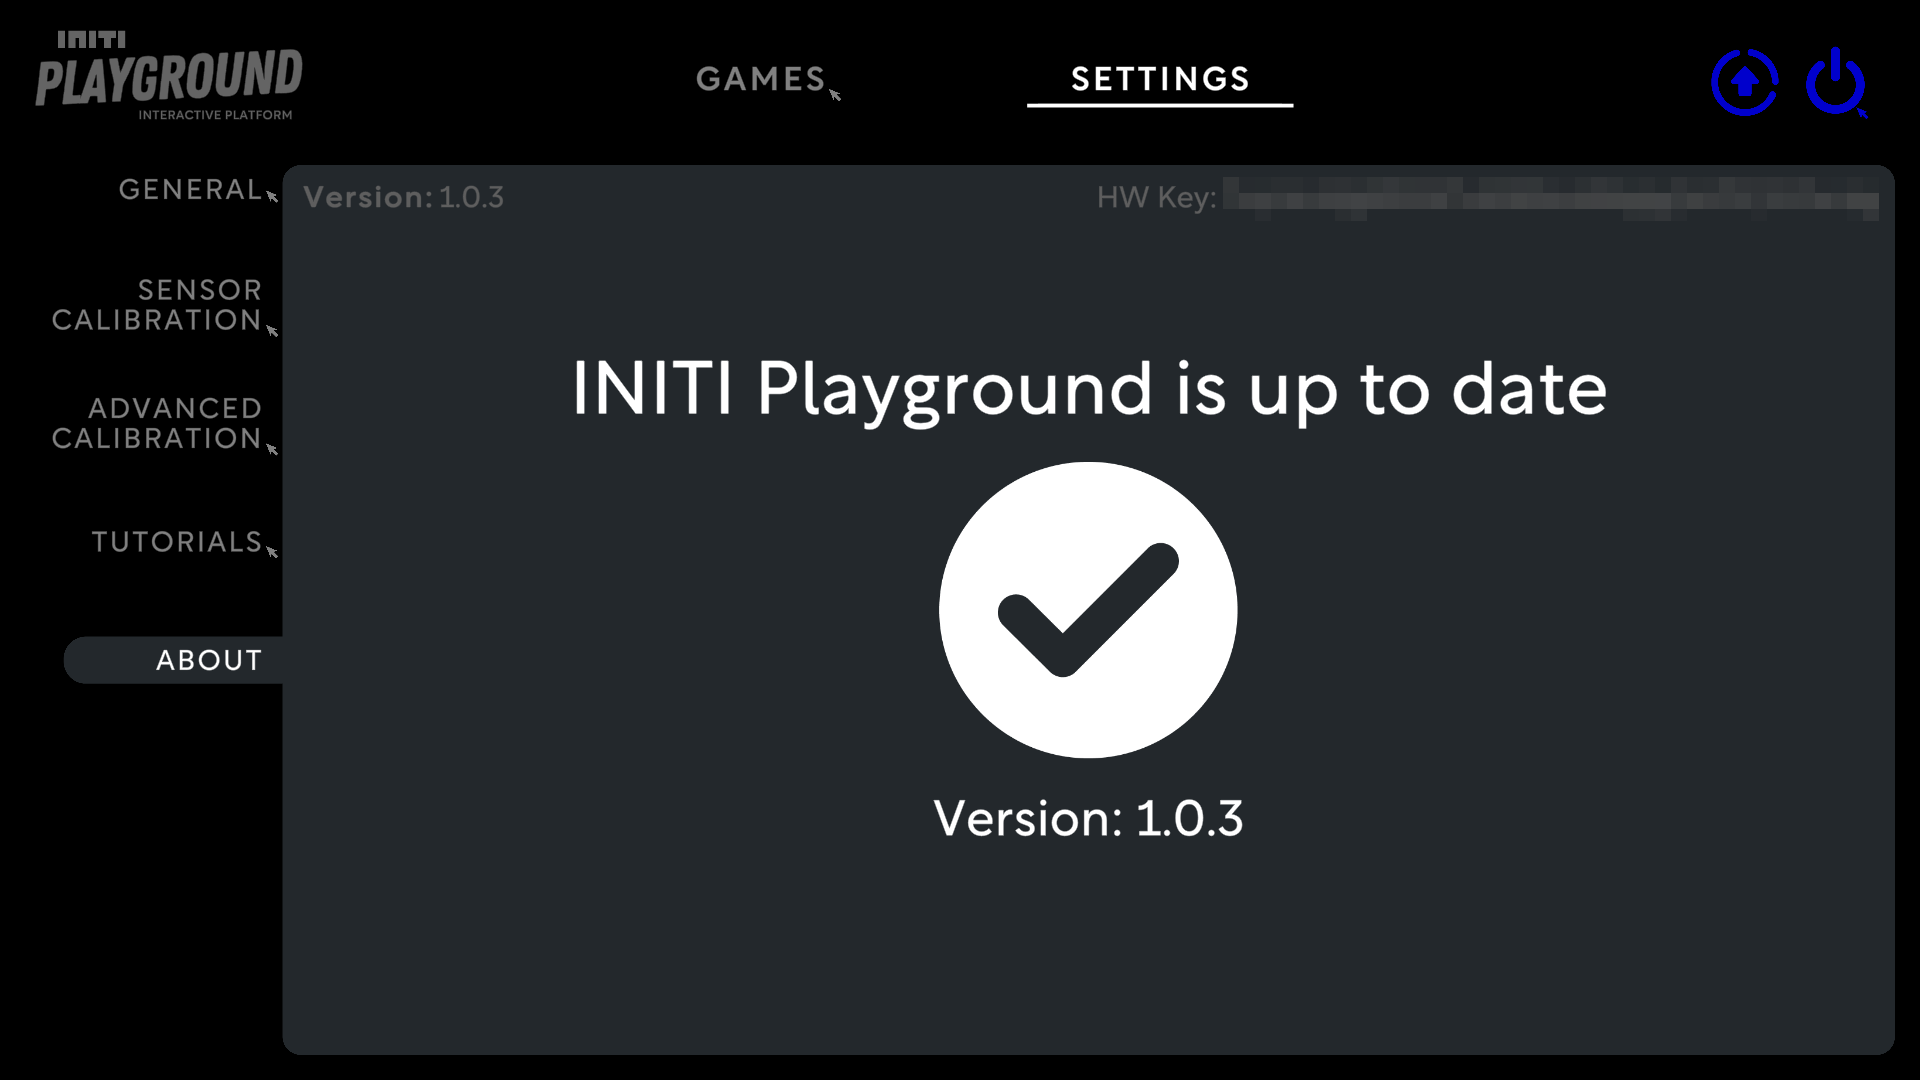 INITI
PLAYGROUND
INTERACTIVE PLATFORM
GAMES
SETTINGS
GENERAL
SENSOR
CALIBRATION
ADVANCED
CALIBRATION
TUTORIALS
ABOUT
Version: 1.0.3
HW Key:
INITI Playground is up to date
Version: 1.0.3